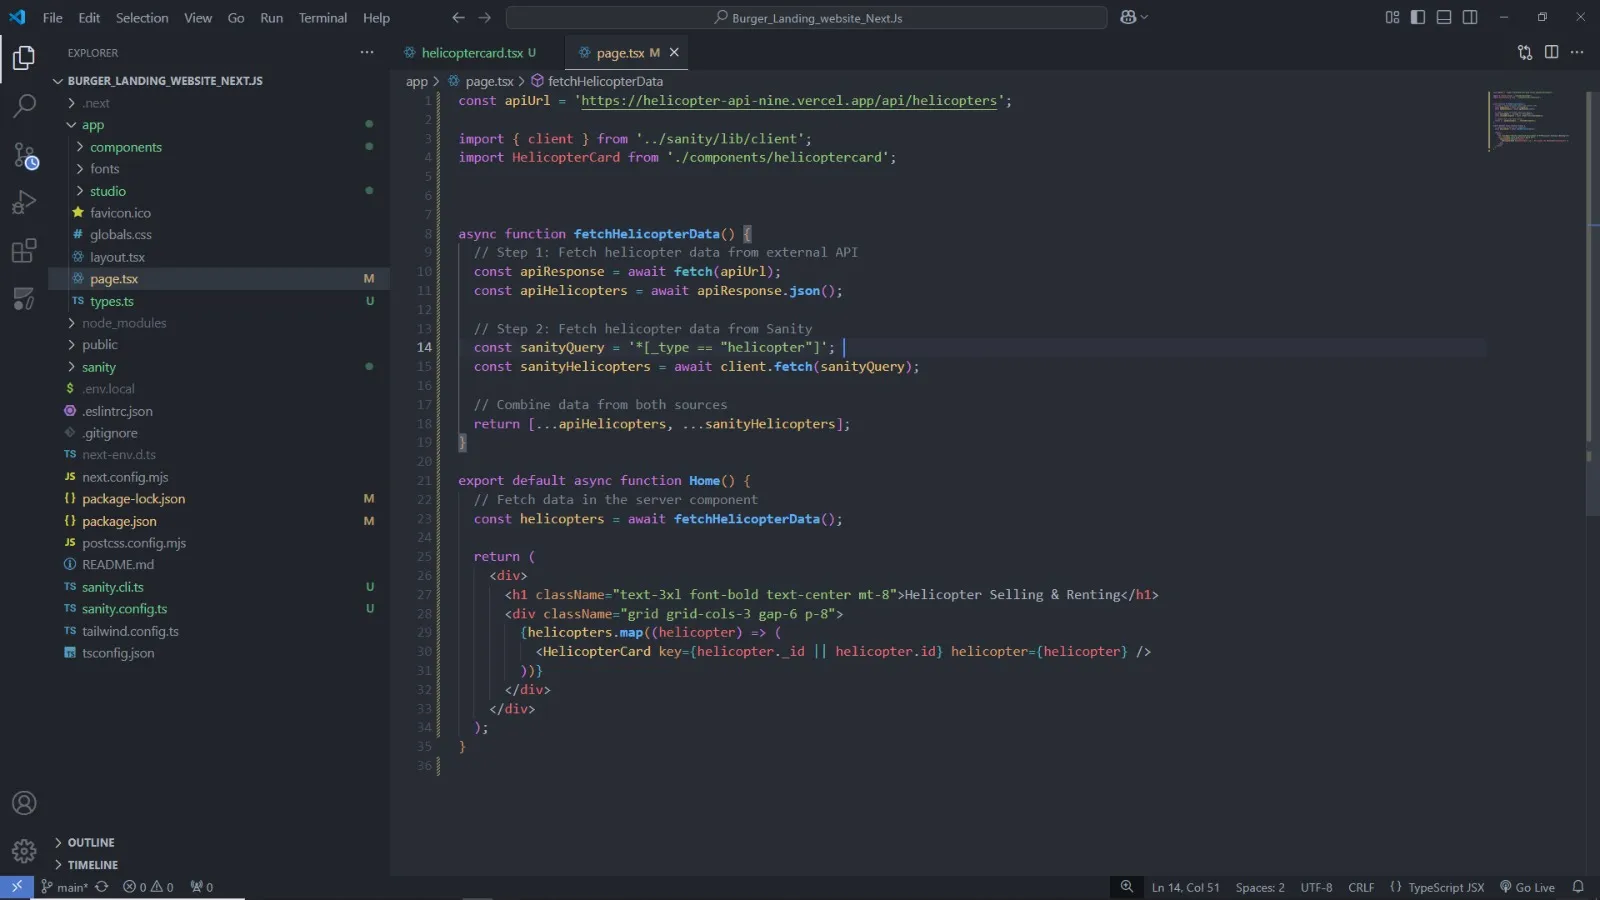 File Edit Selection View Go Run Terminal Help
Burger_Landing_website_Next.Js
EXPLORER
BURGER_LANDING_WEBSITE_NEXT.JS
.next
app
components
fonts
studio
favicon.ico
# globals.css
layout.tsx
page.tsx M
TS types.ts U
node_modules
public
sanity
$ .env.local
.eslintrc.json
.gitignore
TS next-env.d.ts
JS next.config.mjs
{} package-lock.json M
{} package.json M
JS postcss.config.mjs
README.md
TS sanity.cli.ts U
TS sanity.config.ts U
TS tailwind.config.ts
tsconfig.json
OUTLINE
TIMELINE
helicoptercard.tsx U page.tsx M
app > page.tsx > fetchHelicopterData
1 const apiUrl = 'https://helicopter-api-nine.vercel.app/api/helicopters';
2
3 import { client } from '../sanity/lib/client';
4 import HelicopterCard from './components/helicoptercard';
5
6
7
8 async function fetchHelicopterData() {
9 // Step 1: Fetch helicopter data from external API
10 const apiResponse = await fetch(apiUrl);
11 const apiHelicopters = await apiResponse.json();
12
13 // Step 2: Fetch helicopter data from Sanity
14 const sanityQuery = '*[_type == "helicopter"]';
15 const sanityHelicopters = await client.fetch(sanityQuery);
16
17 // Combine data from both sources
18 return [...apiHelicopters, ...sanityHelicopters];
19 }
20
21 export default async function Home() {
22 // Fetch data in the server component
23 const helicopters = await fetchHelicopterData();
24
25 return (
26 <div>
27 <h1 className="text-3xl font-bold text-center mt-8">Helicopter Selling & Renting</h1>
28 <div className="grid grid-cols-3 gap-6 p-8">
29 {helicopters.map((helicopter) => (
30 <HelicopterCard key={helicopter._id || helicopter.id} helicopter={helicopter} />
31 ))}
32 </div>
33 </div>
34 );
35 }
36
main* 0 0 0 Ln 14, Col 51 Spaces: 2 UTF-8 CRLF {} TypeScript JSX Go Live